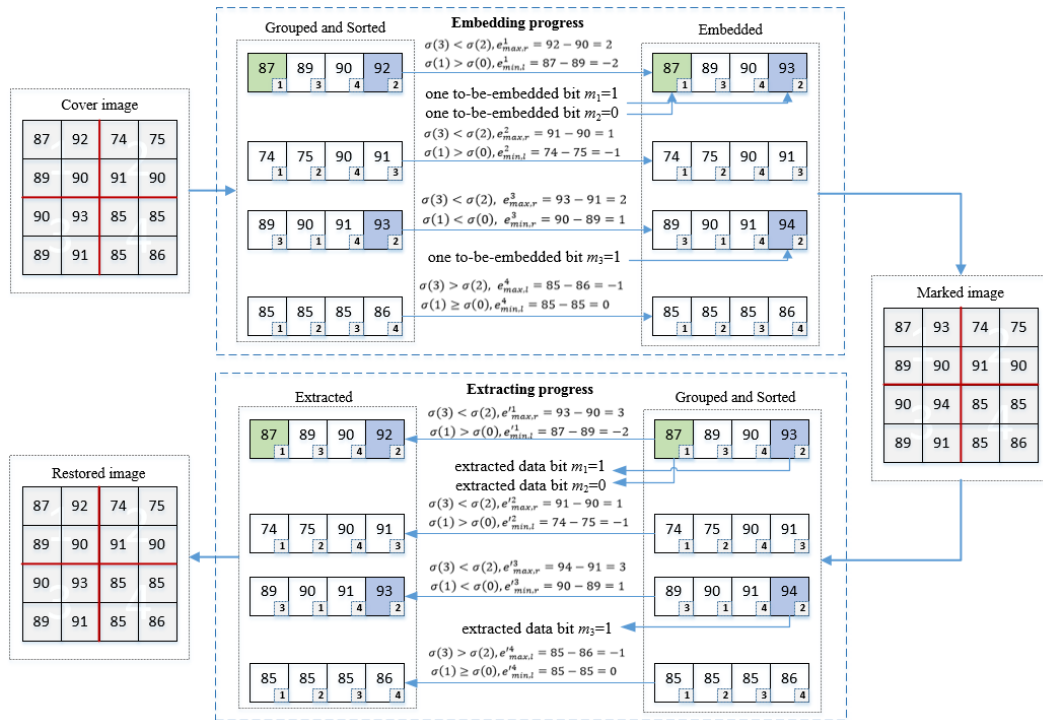 Embedding progress
Grouped and Sorted
Embedded
σ(3) < σ(2), e¹max,r = 92 − 90 = 2
σ(1) > σ(0), e¹min,l = 87 − 89 = −2
87 1 89 3 90 4 92 2
87 1 89 3 90 4 93 2
one to-be-embedded bit m₁=1
one to-be-embedded bit m₂=0
σ(3) < σ(2), e²max,r = 91 − 90 = 1
σ(1) > σ(0), e²min,l = 74 − 75 = −1
74 1 75 2 90 4 91 3
74 1 75 2 90 4 91 3
σ(3) < σ(2), e³max,r = 93 − 91 = 2
σ(1) < σ(0), e³min,r = 90 − 89 = 1
89 3 90 1 91 4 93 2
89 3 90 1 91 4 94 2
one to-be-embedded bit m₃=1
σ(3) > σ(2), e⁴max,l = 85 − 86 = −1
σ(1) ≥ σ(0), e⁴min,l = 85 − 85 = 0
85 1 85 2 85 3 86 4
85 1 85 2 85 3 86 4
Cover image
87 92 74 75
89 90 91 90
90 93 85 85
89 91 85 86
Marked image
87 93 74 75
89 90 91 90
90 94 85 85
89 91 85 86
Extracting progress
Extracted
Grouped and Sorted
σ(3) < σ(2), e′¹max,r = 93 − 90 = 3
σ(1) > σ(0), e′¹min,l = 87 − 89 = −2
87 1 89 3 90 4 92 2
87 1 89 3 90 4 93 2
extracted data bit m₁=1
extracted data bit m₂=0
σ(3) < σ(2), e′²max,r = 91 − 90 = 1
σ(1) > σ(0), e′²min,l = 74 − 75 = −1
74 1 75 2 90 4 91 3
74 1 75 2 90 4 91 3
σ(3) < σ(2), e′³max,r = 94 − 91 = 3
σ(1) < σ(0), e′³min,r = 90 − 89 = 1
89 3 90 1 91 4 93 2
89 3 90 1 91 4 94 2
extracted data bit m₃=1
σ(3) > σ(2), e′⁴max,l = 85 − 86 = −1
σ(1) ≥ σ(0), e′⁴min,l = 85 − 85 = 0
85 1 85 2 85 3 86 4
85 1 85 2 85 3 86 4
Restored image
87 92 74 75
89 90 91 90
90 93 85 85
89 91 85 86